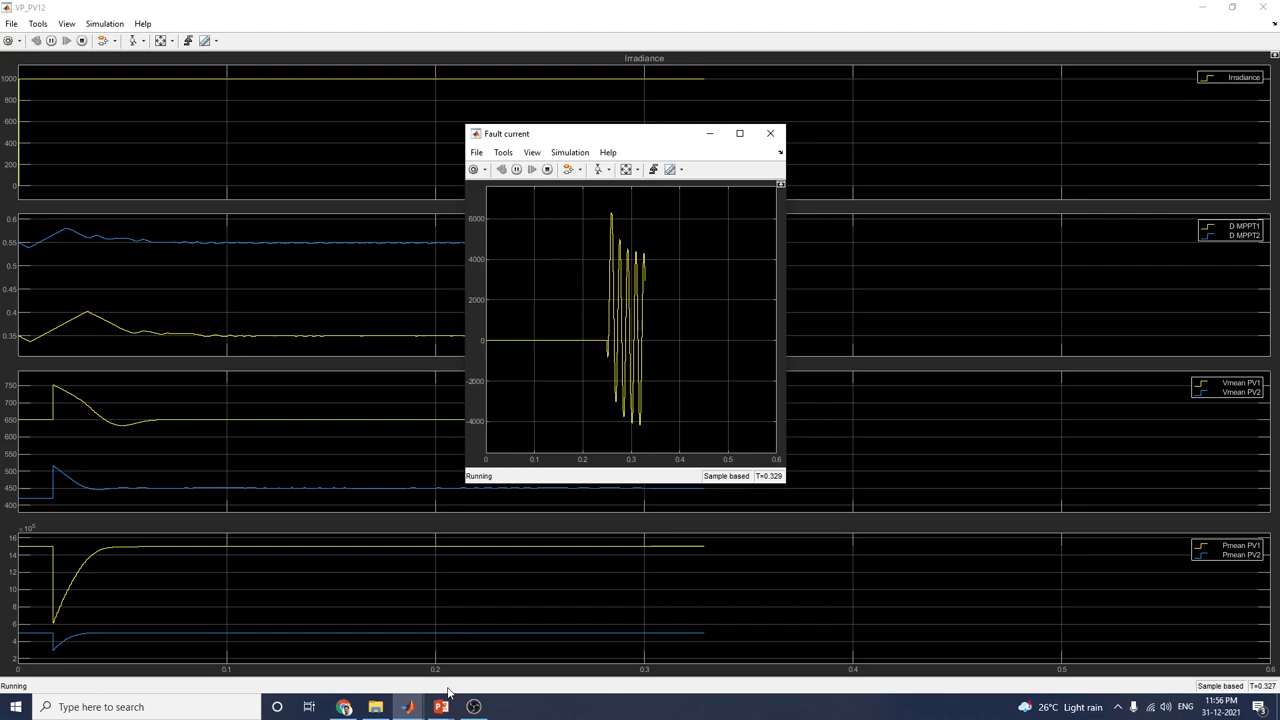 VP_PV12
File Tools View Simulation Help
Irradiance
1000
800
600
400
200
0
Irradiance
0.6
0.55
0.5
0.45
0.4
0.35
D MPPT1
D MPPT2
750
700
650
600
550
500
450
400
Vmean PV1
Vmean PV2
× 10^5
16
14
12
10
8
6
4
2
Pmean PV1
Pmean PV2
0 0.1 0.2 0.3 0.4 0.5 0.6
Running
Sample based T=0.327
Fault current
File Tools View Simulation Help
6000
4000
2000
0
-2000
-4000
0 0.1 0.2 0.3 0.4 0.5 0.6
Running
Sample based T=0.329
Type here to search
26°C Light rain
11:56 PM
31-12-2021
3